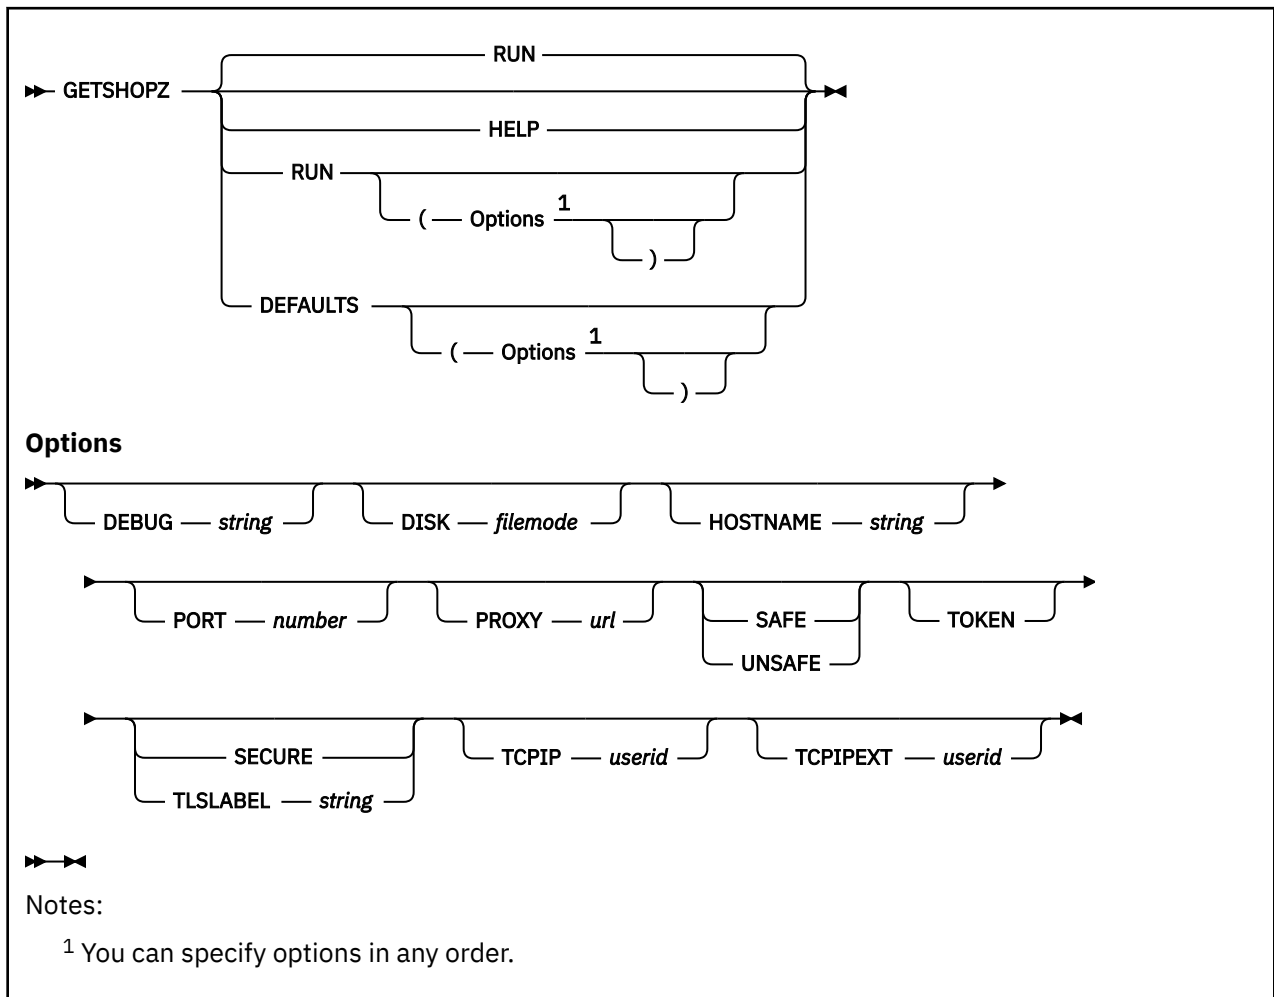 RUN
GETSHOPZ
HELP
RUN
( Options 1
)
DEFAULTS
( Options 1
)
Options
DEBUG string DISK filemode HOSTNAME string
PORT number PROXY url SAFE TOKEN
UNSAFE
SECURE TCPIP userid TCPIPEXT userid
TLSLABEL string
Notes:
1 You can specify options in any order.